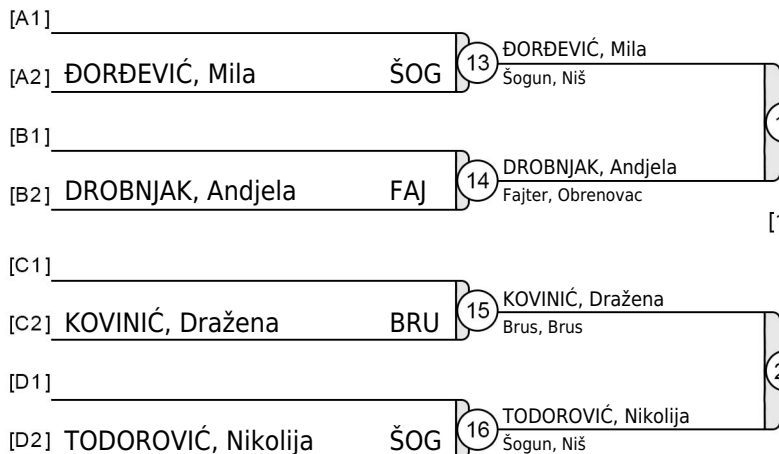 [A1]
[A2] ĐORĐEVIĆ, Mila ŠOG
13
ĐORĐEVIĆ, Mila
Šogun, Niš
[B1]
[B2] DROBNJAK, Andjela FAJ
14
DROBNJAK, Andjela
Fajter, Obrenovac
[C1]
[C2] KOVINIĆ, Dražena BRU
15
KOVINIĆ, Dražena
Brus, Brus
[D1]
[D2] TODOROVIĆ, Nikolija ŠOG
16
TODOROVIĆ, Nikolija
Šogun, Niš